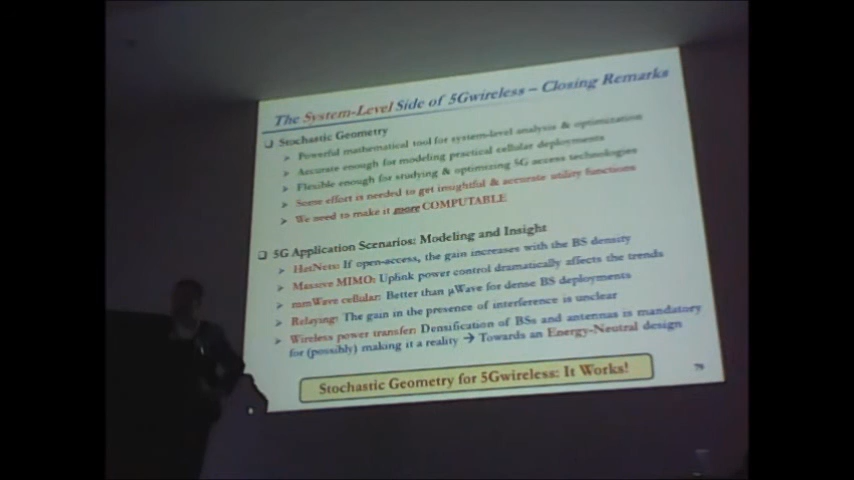 The System-Level Side of 5Gwireless – Closing Remarks
❑ Stochastic Geometry
➢ Powerful mathematical tool for system-level analysis & optimization
➢ Accurate enough for modeling practical cellular deployments
➢ Flexible enough for studying & optimizing 5G access technologies
➢ Some effort is needed to get insightful & accurate utility functions
➢ We need to make it more COMPUTABLE
❑ 5G Application Scenarios: Modeling and Insight
➢ HetNets: If open-access, the gain increases with the BS density
➢ Massive MIMO: Uplink power control dramatically affects the trends
➢ mmWave cellular: Better than μWave for dense BS deployments
➢ Relaying: The gain in the presence of interference is unclear
➢ Wireless power transfer: Densification of BSs and antennas is mandatory
for (possibly) making it a reality → Towards an Energy-Neutral design
Stochastic Geometry for 5Gwireless: It Works!
79